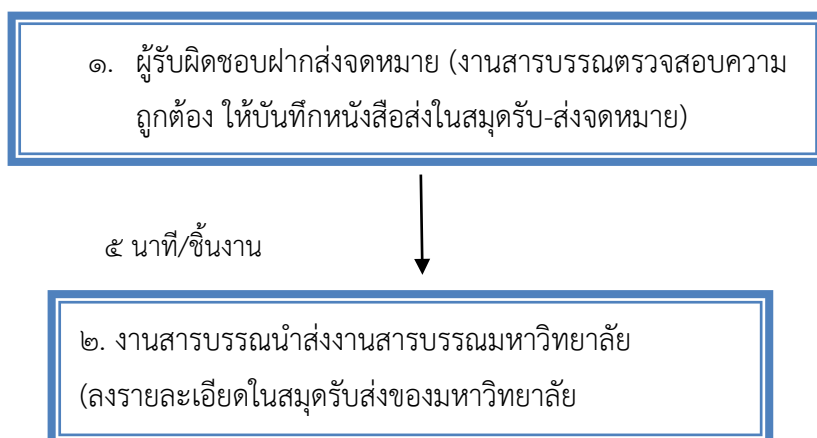 ๑. ผู้รับผิดชอบฝากส่งจดหมาย (งานสารบรรณตรวจสอบความ
ถูกต้อง ให้บันทึกหนังสือส่งในสมุดรับ-ส่งจดหมาย)
๕ นาที/ชิ้นงาน
๒. งานสารบรรณนำส่งงานสารบรรณมหาวิทยาลัย
(ลงรายละเอียดในสมุดรับส่งของมหาวิทยาลัย